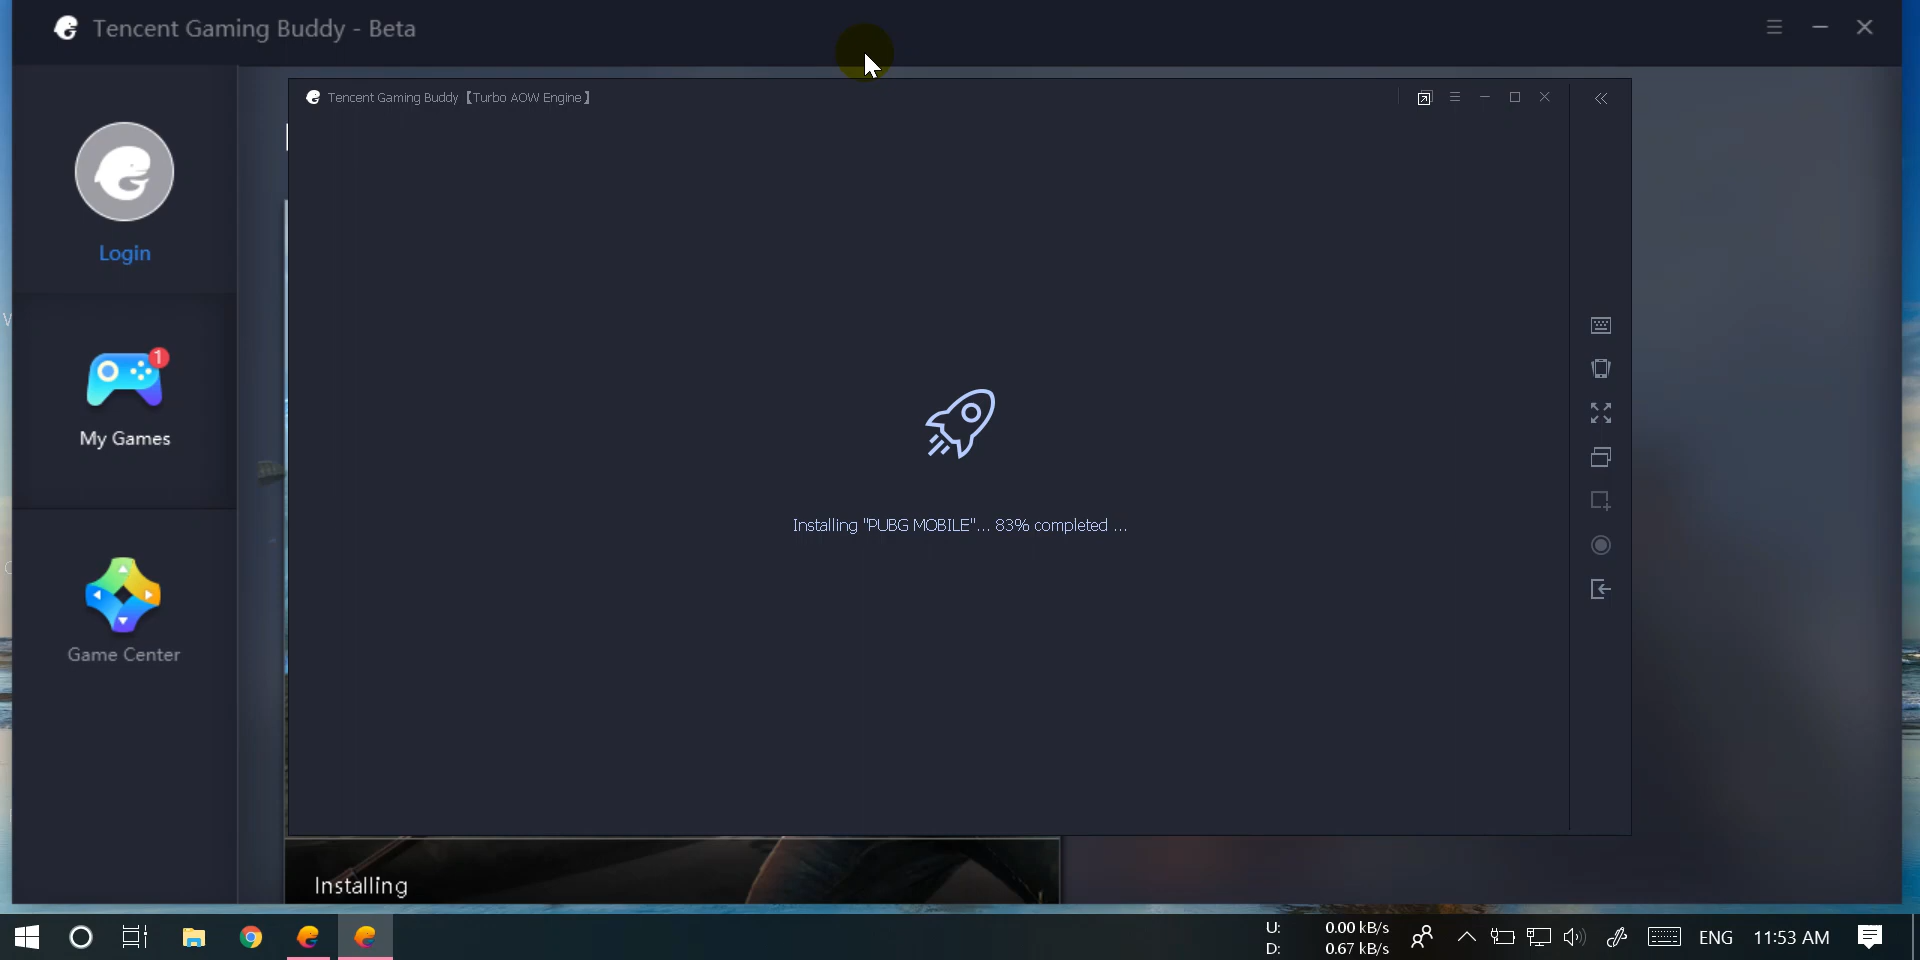 Tencent Gaming Buddy - Beta
Tencent Gaming Buddy【Turbo AOW Engine】
Login
1
My Games
Installing "PUBG MOBILE"... 83% completed ...
Game Center
Installing
U: 0.00 kB/s
D: 0.67 kB/s
ENG
11:53 AM